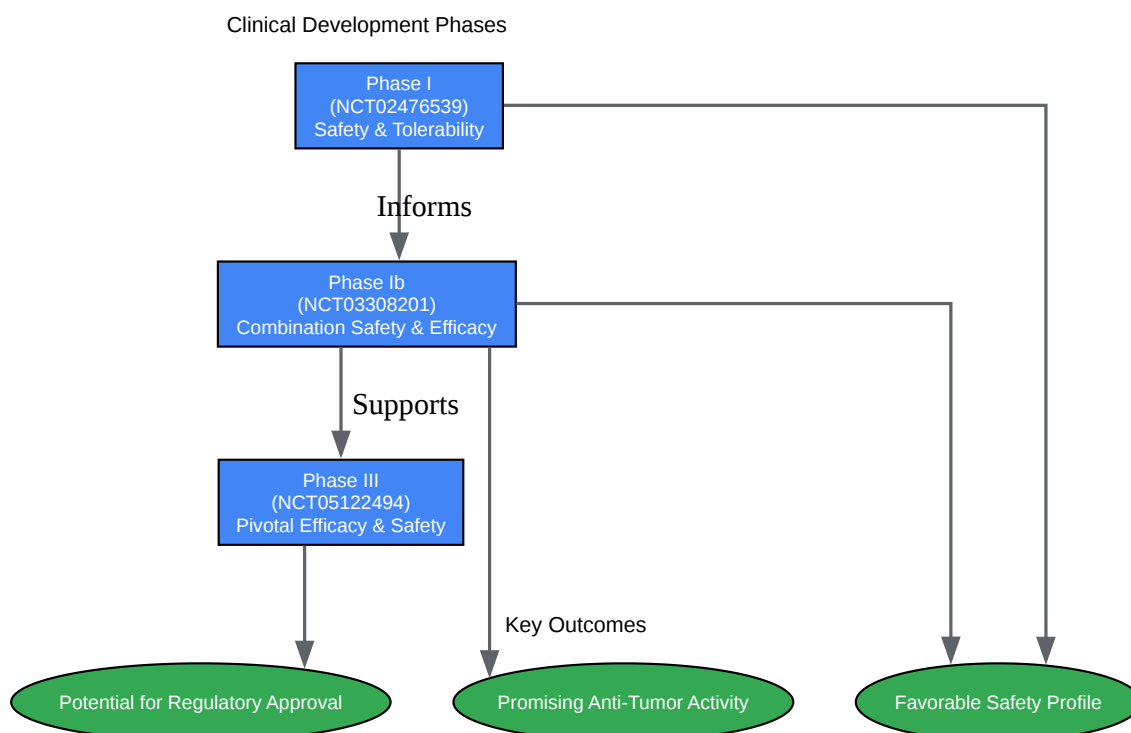 Clinical Development Phases
Phase I
(NCT02476539)
Safety & Tolerability
Informs
Phase Ib
(NCT03308201)
Combination Safety & Efficacy
Supports
Phase III
(NCT05122494)
Pivotal Efficacy & Safety
Key Outcomes
Potential for Regulatory Approval
Promising Anti-Tumor Activity
Favorable Safety Profile